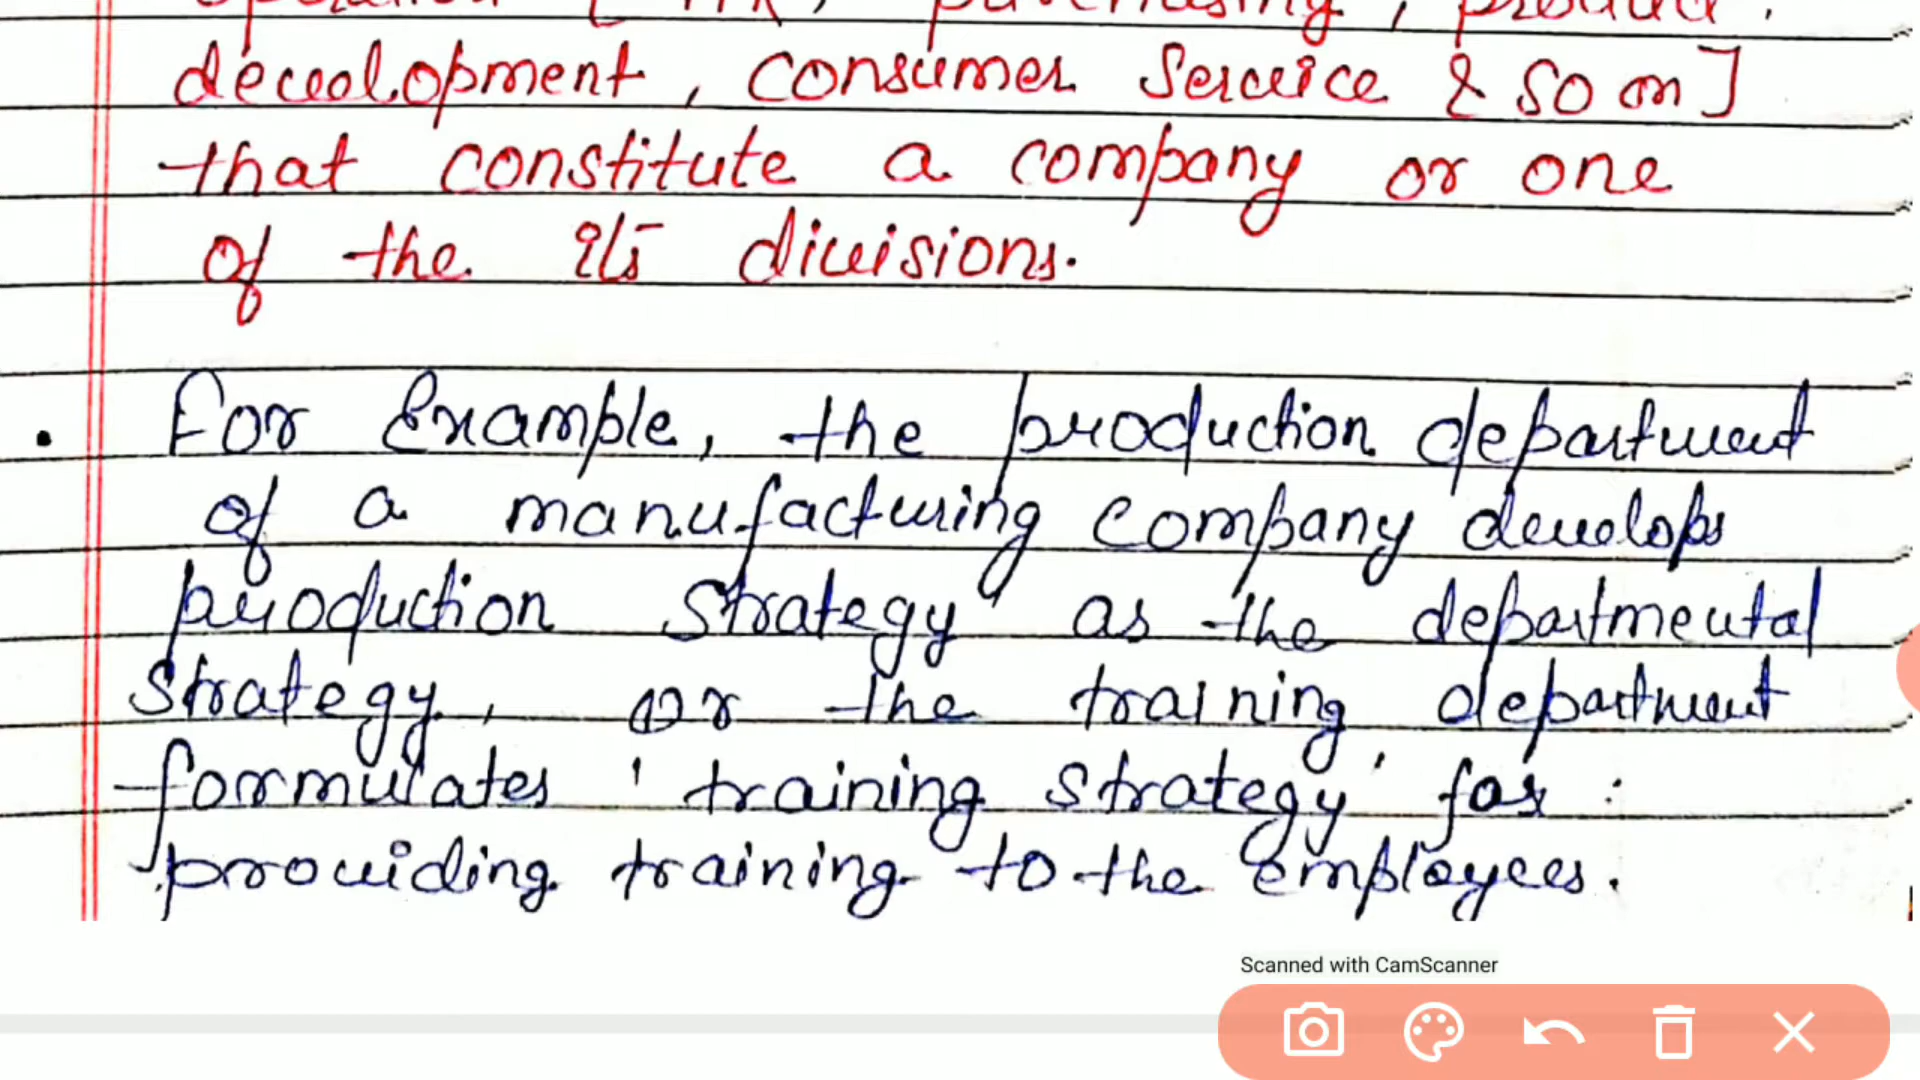 development, consumer service & so on]
that constitute a company or one
of the its divisions.
For Example, the production department
of a manufacturing company develops
production strategy" as the departmental
strategy, or the training department
formulates 'training strategy' for
providing training to the employees.
Scanned with CamScanner